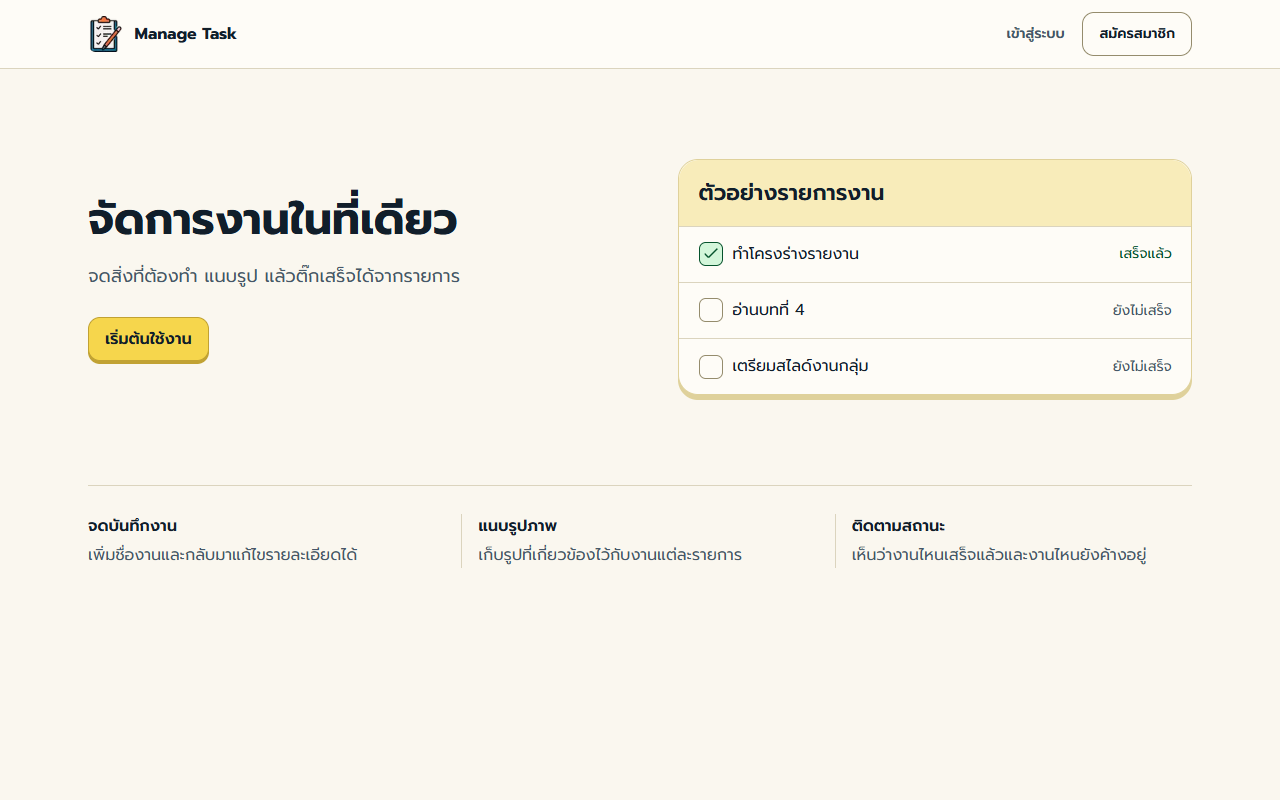 Manage Task
เข้าสู่ระบบ
สมัครสมาชิก
จัดการงานในที่เดียว
จดสิ่งที่ต้องทำ แนบรูป แล้วติ๊กเสร็จได้จากรายการ
เริ่มต้นใช้งาน
ตัวอย่างรายการงาน
ทำโครงร่างรายงาน เสร็จแล้ว
อ่านบทที่ 4 ยังไม่เสร็จ
เตรียมสไลด์งานกลุ่ม ยังไม่เสร็จ
จดบันทึกงาน
เพิ่มชื่องานและกลับมาแก้ไขรายละเอียดได้
แนบรูปภาพ
เก็บรูปที่เกี่ยวข้องไว้กับงานแต่ละรายการ
ติดตามสถานะ
เห็นว่างานไหนเสร็จแล้วและงานไหนยังค้างอยู่